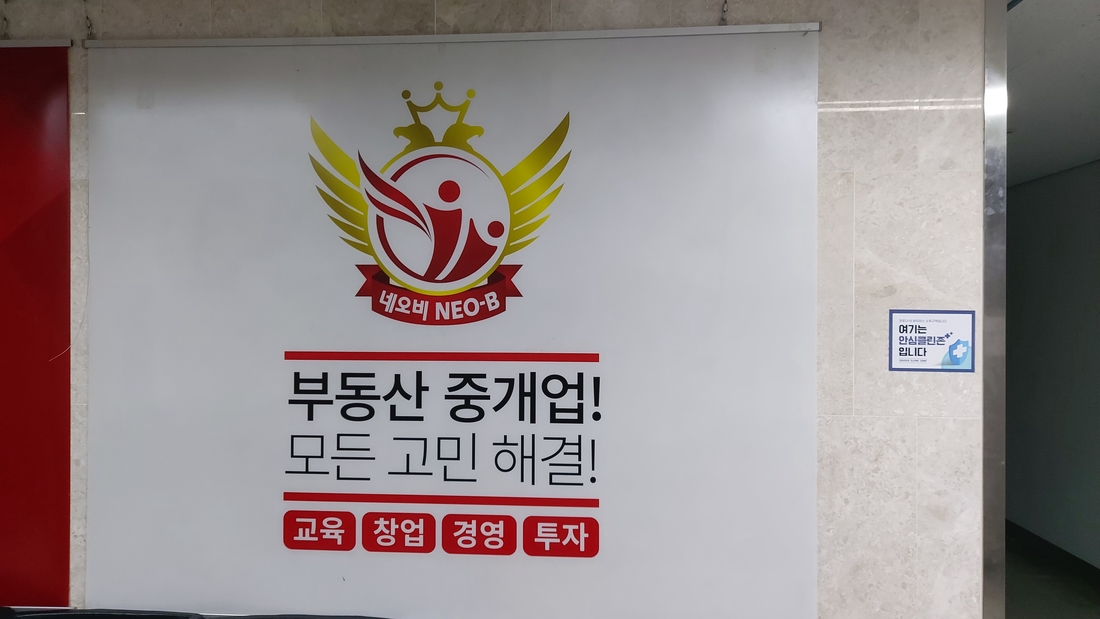 네오비 NEO-B
부동산 중개업!
모든 고민 해결!
교육 창업 경영 투자
여기는
안심클린존
입니다